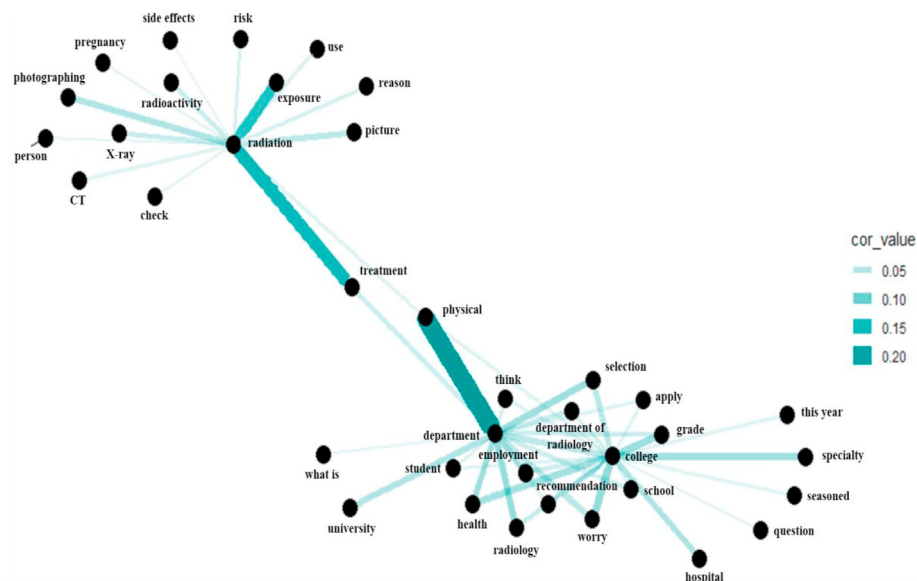 side effects
risk
pregnancy
use
photographing
radioactivity
exposure
reason
person
X-ray
radiation
picture
CT
check
cor_value
0.05
0.10
0.15
0.20
treatment
physical
think
selection
apply
this year
department
department of
radiology
grade
what is
student
employment
college
specialty
recommendation
school
seasoned
university
health
radiology
worry
question
hospital